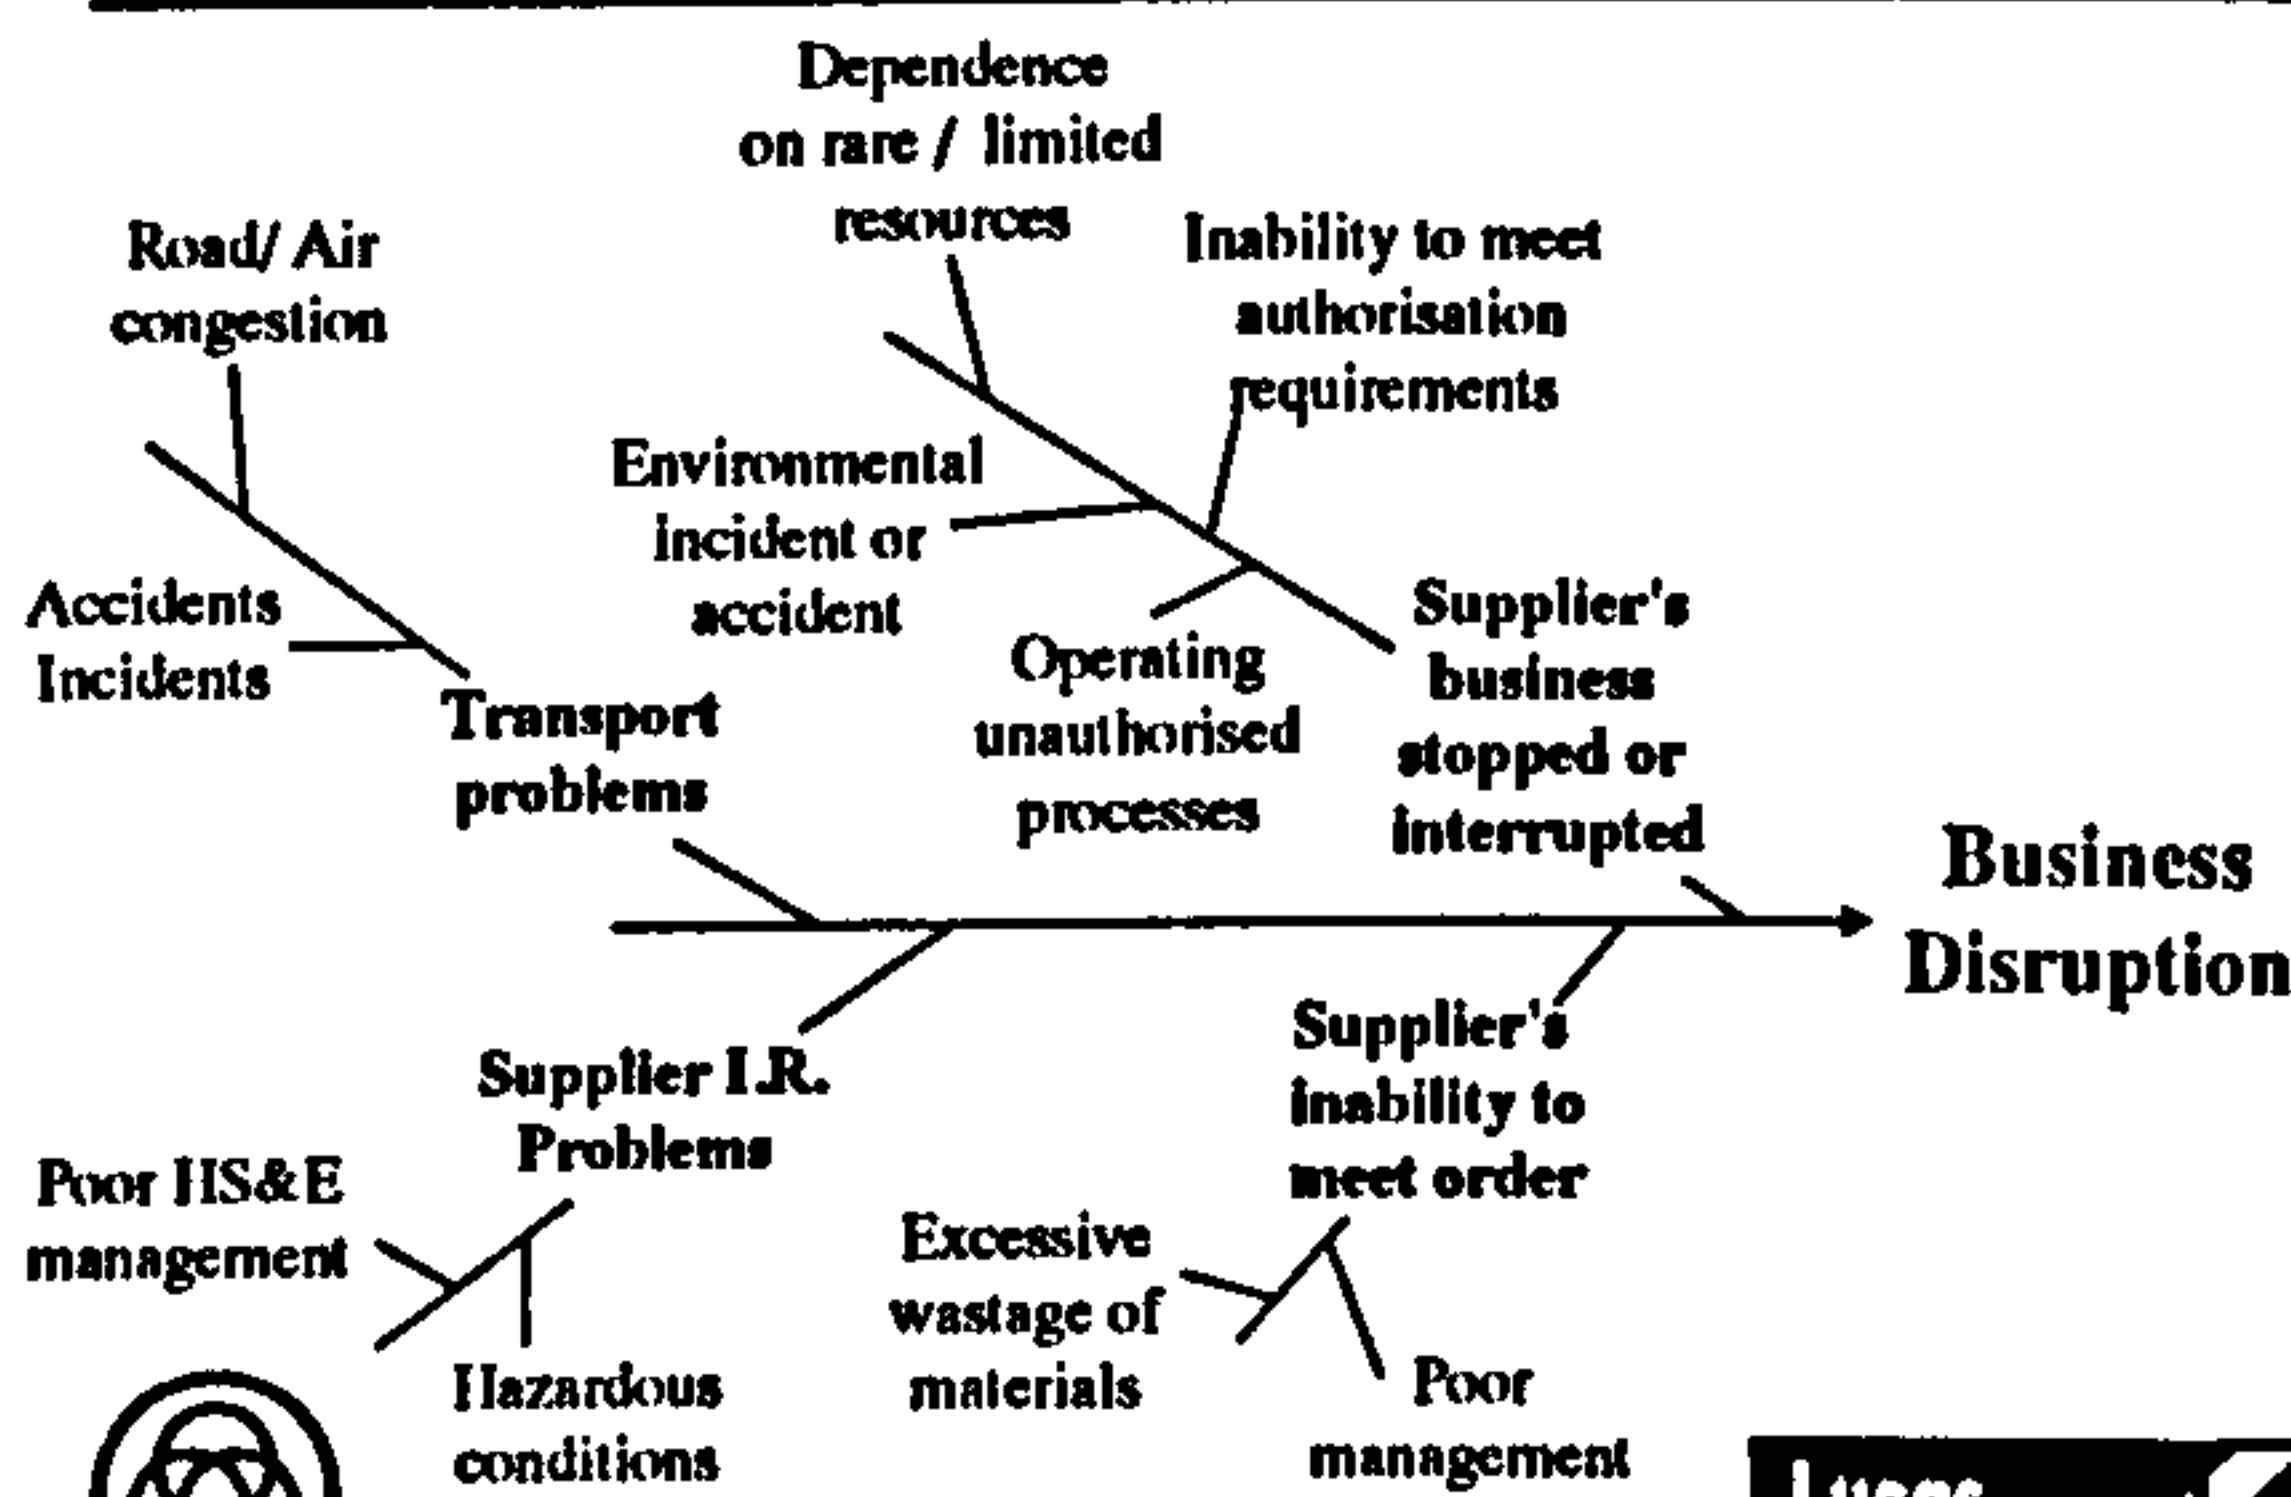 Dependence
on rare / limited
resources
Road/ Air
congestion
Inability to meet
authorisation
requirements
Environmental
incident or
accident
Accidents
Incidents
Operating
unauthorised
processes
Supplier's
business
stopped or
interrupted
Transport
problems
Business
Disruption
Supplier I.R.
Problems
Supplier's
inability to
meet order
Poor HS&E
management
Hazardous
conditions
Excessive
wastage of
materials
Poor
management